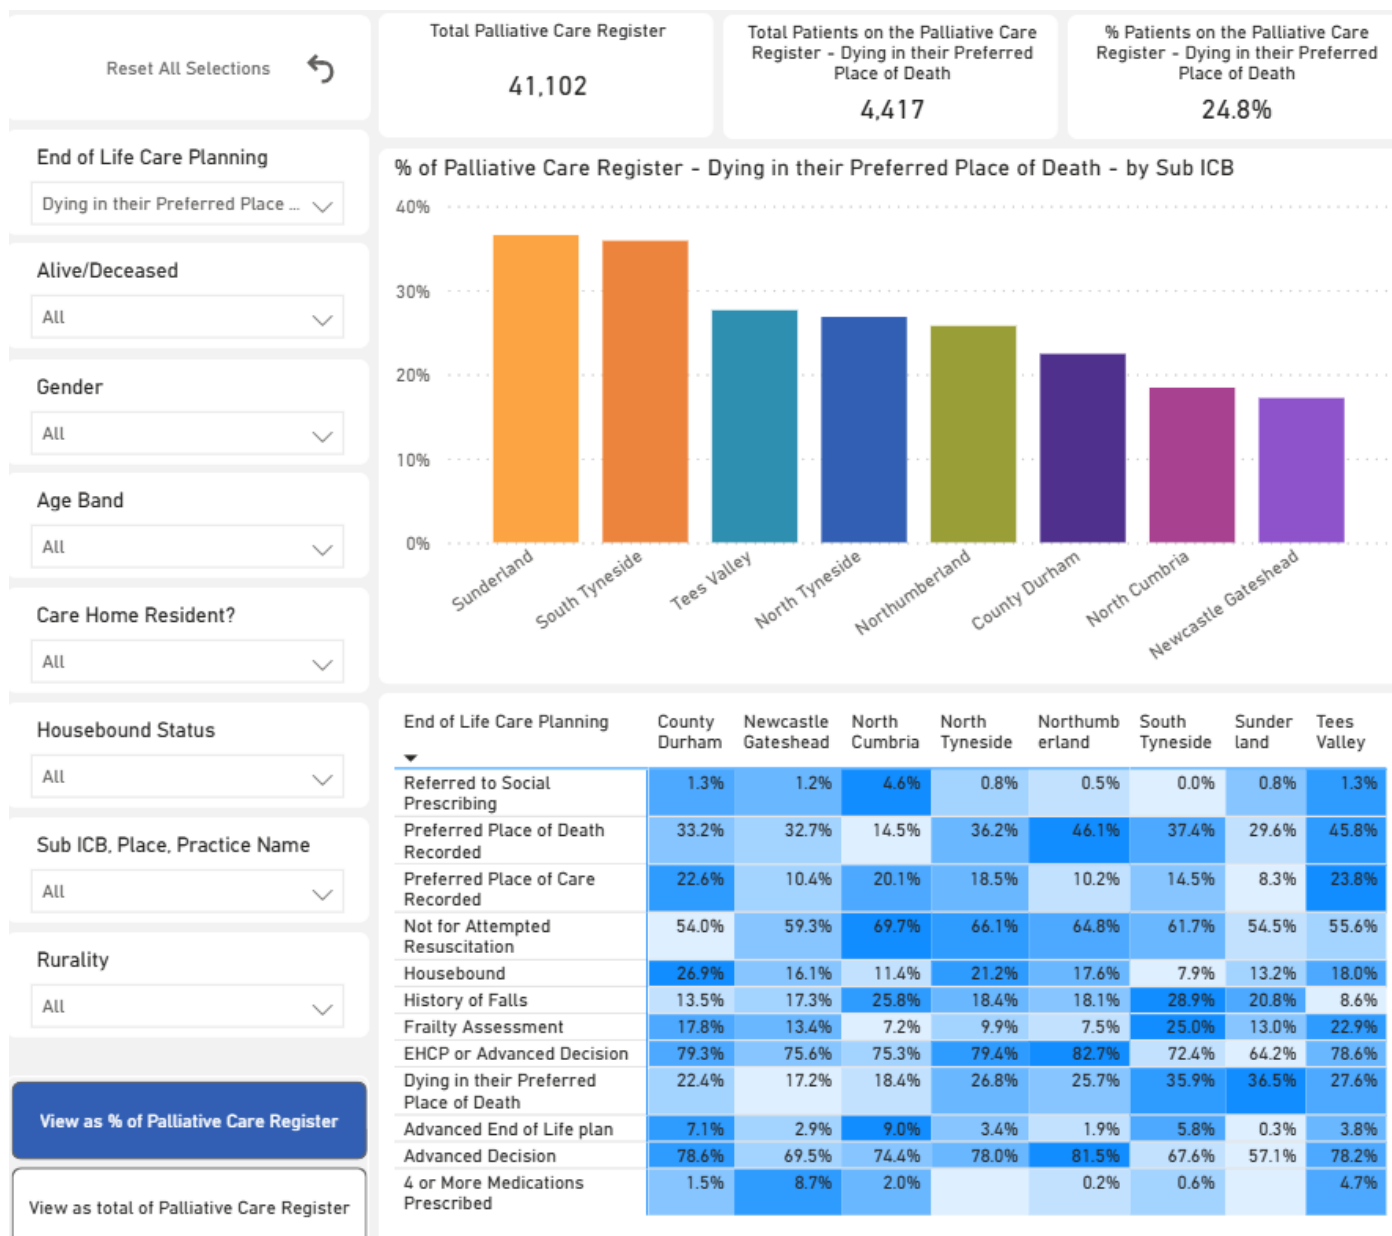 Reset All Selections
End of Life Care Planning
Dying in their Preferred Place ...
Alive/Deceased
All
Gender
All
Age Band
All
Care Home Resident?
All
Housebound Status
All
Sub ICB, Place, Practice Name
All
Rurality
All
View as % of Palliative Care Register
View as total of Palliative Care Register
Total Palliative Care Register
41,102
Total Patients on the Palliative Care
Register - Dying in their Preferred
Place of Death
4,417
% Patients on the Palliative Care
Register - Dying in their Preferred
Place of Death
24.8%
% of Palliative Care Register - Dying in their Preferred Place of Death - by Sub ICB
40%
30%
20%
10%
0%
Sunderland
South Tyneside
Tees Valley
North Tyneside
Northumberland
County Durham
North Cumbria
Newcastle Gateshead
End of Life Care Planning County Newcastle North North Northumb South Sunder Tees
Durham Gateshead Cumbria Tyneside erland Tyneside land Valley
Referred to Social 1.3% 1.2% 4.6% 0.8% 0.5% 0.0% 0.8% 1.3%
Prescribing
Preferred Place of Death 33.2% 32.7% 14.5% 36.2% 46.1% 37.4% 29.6% 45.8%
Recorded
Preferred Place of Care 22.6% 10.4% 20.1% 18.5% 10.2% 14.5% 8.3% 23.8%
Recorded
Not for Attempted 54.0% 59.3% 69.7% 66.1% 64.8% 61.7% 54.5% 55.6%
Resuscitation
Housebound 26.9% 16.1% 11.4% 21.2% 17.6% 7.9% 13.2% 18.0%
History of Falls 13.5% 17.3% 25.8% 18.4% 18.1% 28.9% 20.8% 8.6%
Frailty Assessment 17.8% 13.4% 7.2% 9.9% 7.5% 25.0% 13.0% 22.9%
EHCP or Advanced Decision 79.3% 75.6% 75.3% 79.4% 82.7% 72.4% 64.2% 78.6%
Dying in their Preferred 22.4% 17.2% 18.4% 26.8% 25.7% 35.9% 36.5% 27.6%
Place of Death
Advanced End of Life plan 7.1% 2.9% 9.0% 3.4% 1.9% 5.8% 0.3% 3.8%
Advanced Decision 78.6% 69.5% 74.4% 78.0% 81.5% 67.6% 57.1% 78.2%
4 or More Medications 1.5% 8.7% 2.0% 0.2% 0.6% 4.7%
Prescribed